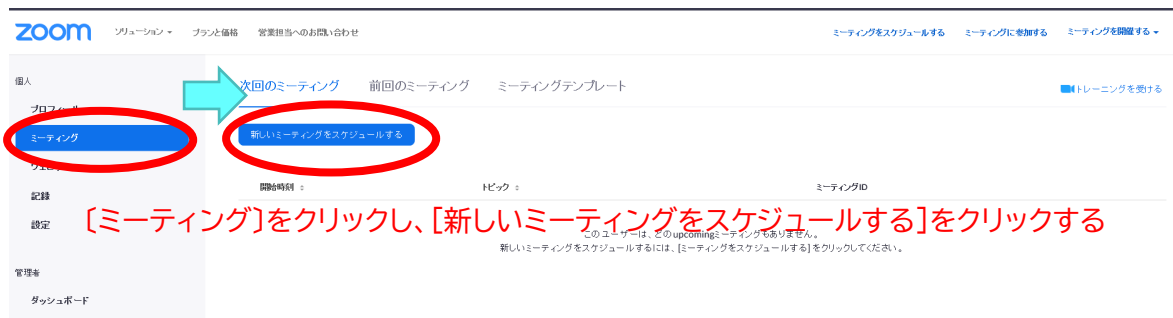 zoom ソリューション プランと価格 営業担当へのお問い合わせ ミーティングをスケジュールする ミーティングに参加する ミーティングを開催する
個人
次回のミーティング 前回のミーティング ミーティングテンプレート
トレーニングを受ける
プロフィール
ミーティング
新しいミーティングをスケジュールする
記録
開始時刻 トピック ミーティングID
設定
〔ミーティング〕をクリックし、[新しいミーティングをスケジュールする]をクリックする
このユーザーは、どのupcomingミーティングもありません。
新しいミーティングをスケジュールするには、[ミーティングをスケジュールする] をクリックしてください。
管理者
ダッシュボード